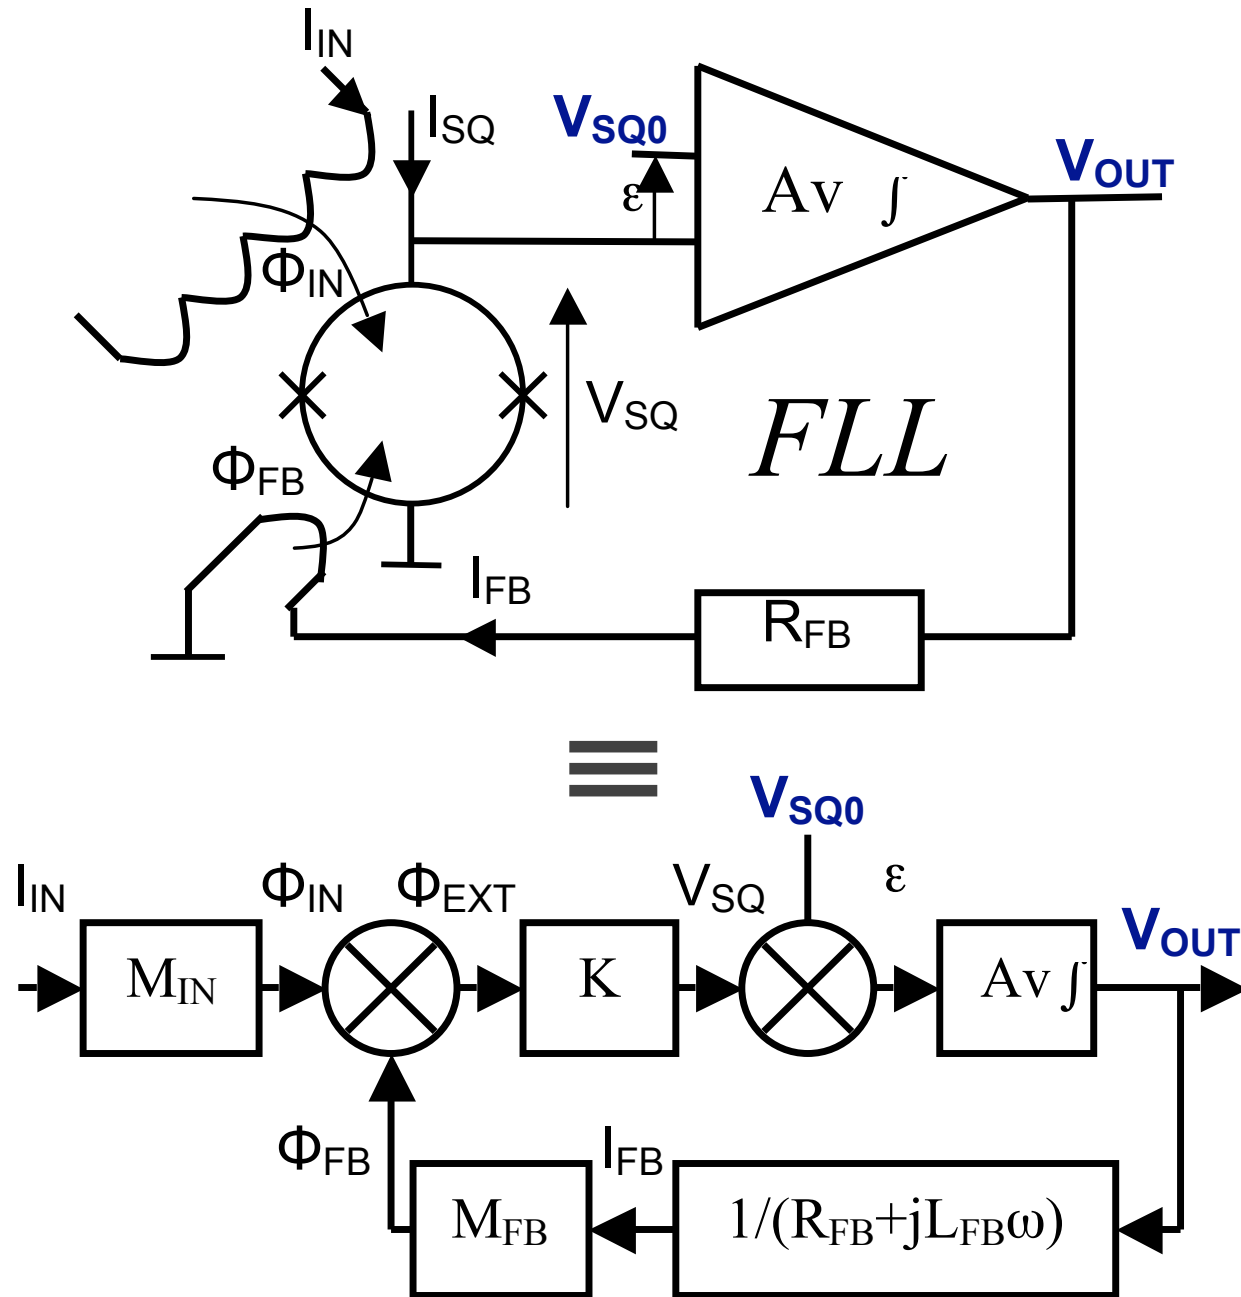 I_IN
I_SQ
V_SQ0
ε
Av ∫
V_OUT
Φ_IN
V_SQ
FLL
Φ_FB
I_FB
R_FB
≡
V_SQ0
I_IN
Φ_IN
Φ_EXT
V_SQ
ε
V_OUT
M_IN
K
Av ∫
Φ_FB
I_FB
M_FB
1/(R_FB+jL_FBω)